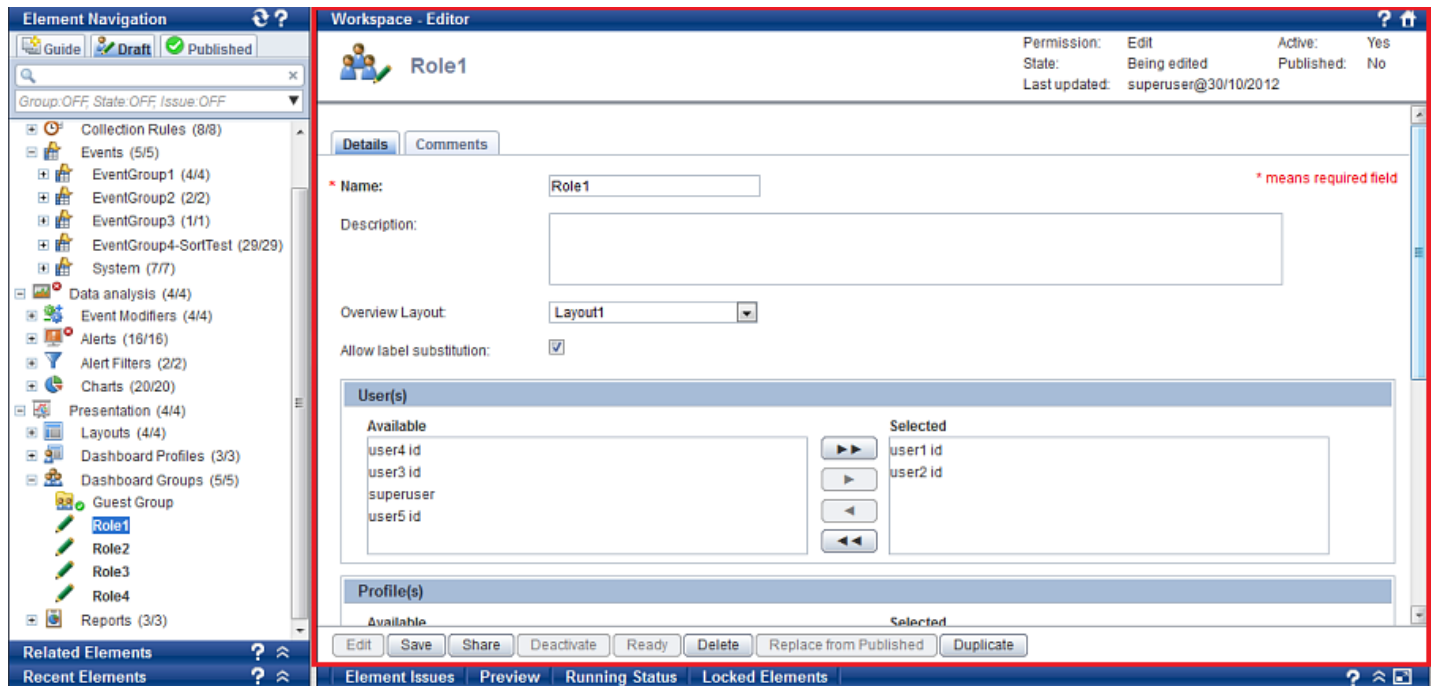 Element Navigation
Guide Draft Published
Group:OFF, State:OFF, Issue:OFF
Collection Rules (8/8)
Events (5/5)
EventGroup1 (4/4)
EventGroup2 (2/2)
EventGroup3 (1/1)
EventGroup4-SortTest (29/29)
System (7/7)
Data analysis (4/4)
Event Modifiers (4/4)
Alerts (16/16)
Alert Filters (2/2)
Charts (20/20)
Presentation (4/4)
Layouts (4/4)
Dashboard Profiles (3/3)
Dashboard Groups (5/5)
Guest Group
Role1
Role2
Role3
Role4
Reports (3/3)
Related Elements
Recent Elements
Workspace - Editor
Role1
Permission: Edit Active: Yes
State: Being edited Published: No
Last updated: superuser@30/10/2012
Details Comments
* Name: Role1 * means required field
Description:
Overview Layout: Layout1
Allow label substitution:
User(s)
Available Selected
user4 id user1 id
user3 id user2 id
superuser
user5 id
Profile(s)
Available Selected
Edit Save Share Deactivate Ready Delete Replace from Published Duplicate
Element Issues Preview Running Status Locked Elements